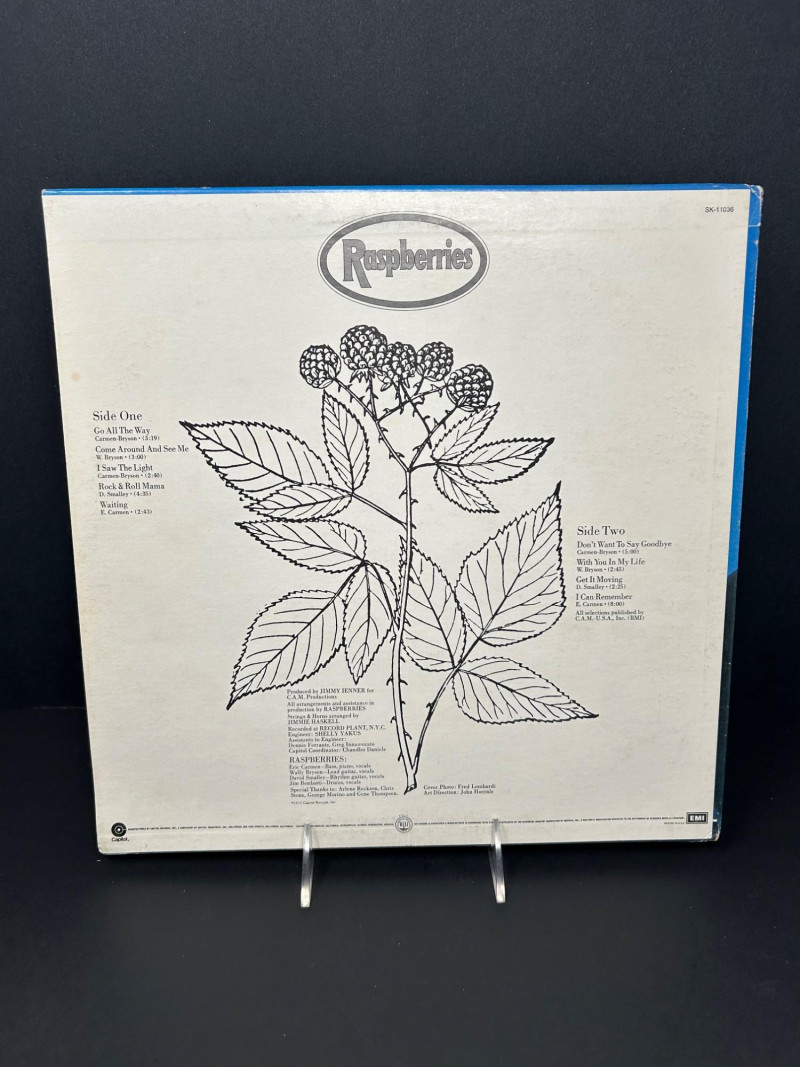 SK-11036
Raspberries
Side One
Go All The Way
Carmen-Bryson • (3:19)
Come Around And See Me
W. Bryson • (3:00)
I Saw The Light
Carmen-Bryson • (2:40)
Rock & Roll Mama
D. Smalley • (4:35)
Waiting
E. Carmen • (2:43)
Side Two
Don't Want To Say Goodbye
Carmen-Bryson • (5:00)
With You In My Life
W. Bryson • (2:45)
Get It Moving
D. Smalley • (2:25)
I Can Remember
E. Carmen • (8:00)
All selections published by
C.A.M.-U.S.A., Inc. (BMI)
Produced by JIMMY IENNER for
C.A.M. Productions
All arrangements and assistance in
production by RASPBERRIES
Strings & Horns arranged by
JIMMIE HASKELL
Recorded at RECORD PLANT, N.Y.C.
Engineer: SHELLY YAKUS
Assistants to Engineer:
Dennis Ferrante, Greg
Capitol Coordinator: Chandler Daniels
RASPBERRIES:
Eric Carmen—Bass, piano, vocals
Wally Bryson—Lead guitar, vocals
David Smalley—Rhythm guitar, vocals
Jim Bonfanti—Drums, vocals
Special Thanks to: Arlene Reckson, Chris
Stone, George Marino and Gene Thompson.
Cover Photo: Fred Lombardi
Art Direction: John Hoernle
Capitol.
EMI